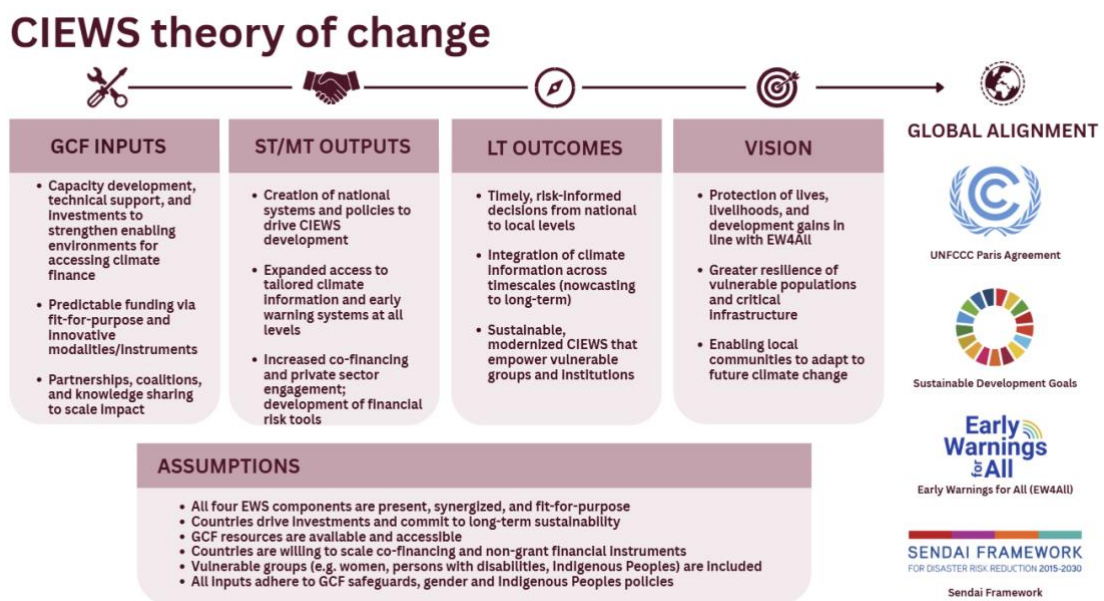 CIEWS theory of change
GCF INPUTS
• Capacity development,
technical support, and
investments to
strengthen enabling
environments for
accessing climate
finance
• Predictable funding via
fit-for-purpose and
innovative
modalities/instruments
• Partnerships, coalitions,
and knowledge sharing
to scale impact
ST/MT OUTPUTS
• Creation of national
systems and policies to
drive CIEWS
development
• Expanded access to
tailored climate
information and early
warning systems at all
levels
• Increased co-financing
and private sector
engagement;
development of financial
risk tools
LT OUTCOMES
• Timely, risk-informed
decisions from national
to local levels
• Integration of climate
information across
timescales (nowcasting
to long-term)
• Sustainable,
modernized CIEWS that
empower vulnerable
groups and institutions
VISION
• Protection of lives,
livelihoods, and
development gains in
line with EW4All
• Greater resilience of
vulnerable populations
and critical
infrastructure
• Enabling local
communities to adapt to
future climate change
GLOBAL ALIGNMENT
UNFCCC Paris Agreement
Sustainable Development Goals
Early
Warnings
for All
Early Warnings for All (EW4All)
SENDAI FRAMEWORK
FOR DISASTER RISK REDUCTION 2015-2030
Sendai Framework
ASSUMPTIONS
• All four EWS components are present, synergized, and fit-for-purpose
• Countries drive investments and commit to long-term sustainability
• GCF resources are available and accessible
• Countries are willing to scale co-financing and non-grant financial instruments
• Vulnerable groups (e.g. women, persons with disabilities, Indigenous Peoples) are included
• All inputs adhere to GCF safeguards, gender and Indigenous Peoples policies